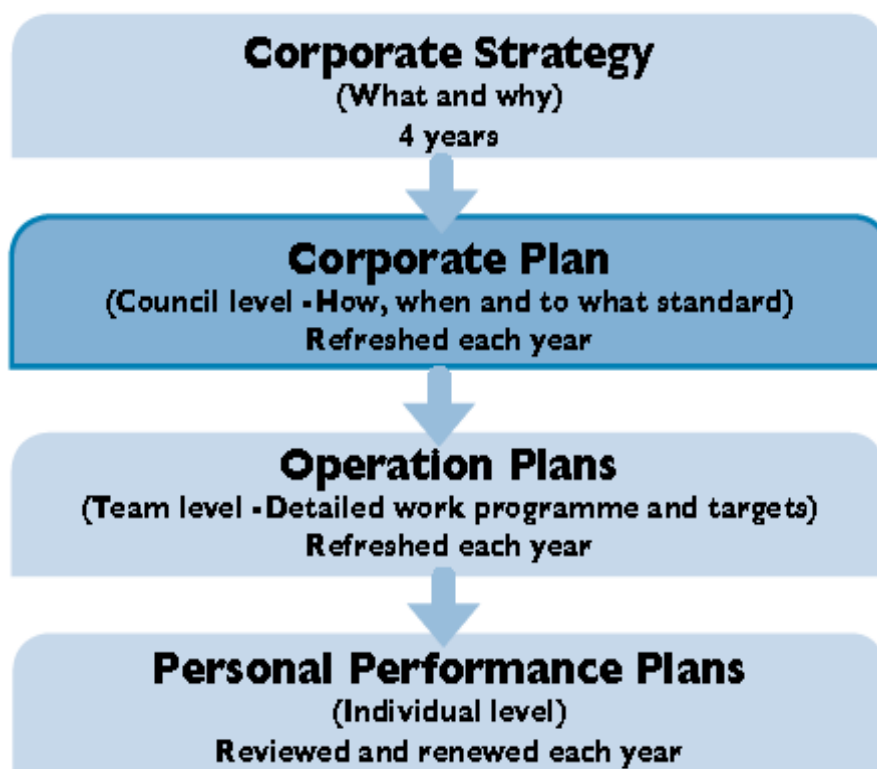 Corporate Strategy
(What and why)
4 years
Corporate Plan
(Council level -How, when and to what standard)
Refreshed each year
Operation Plans
(Team level -Detailed work programme and targets)
Refreshed each year
Personal Performance Plans
(Individual level)
Reviewed and renewed each year